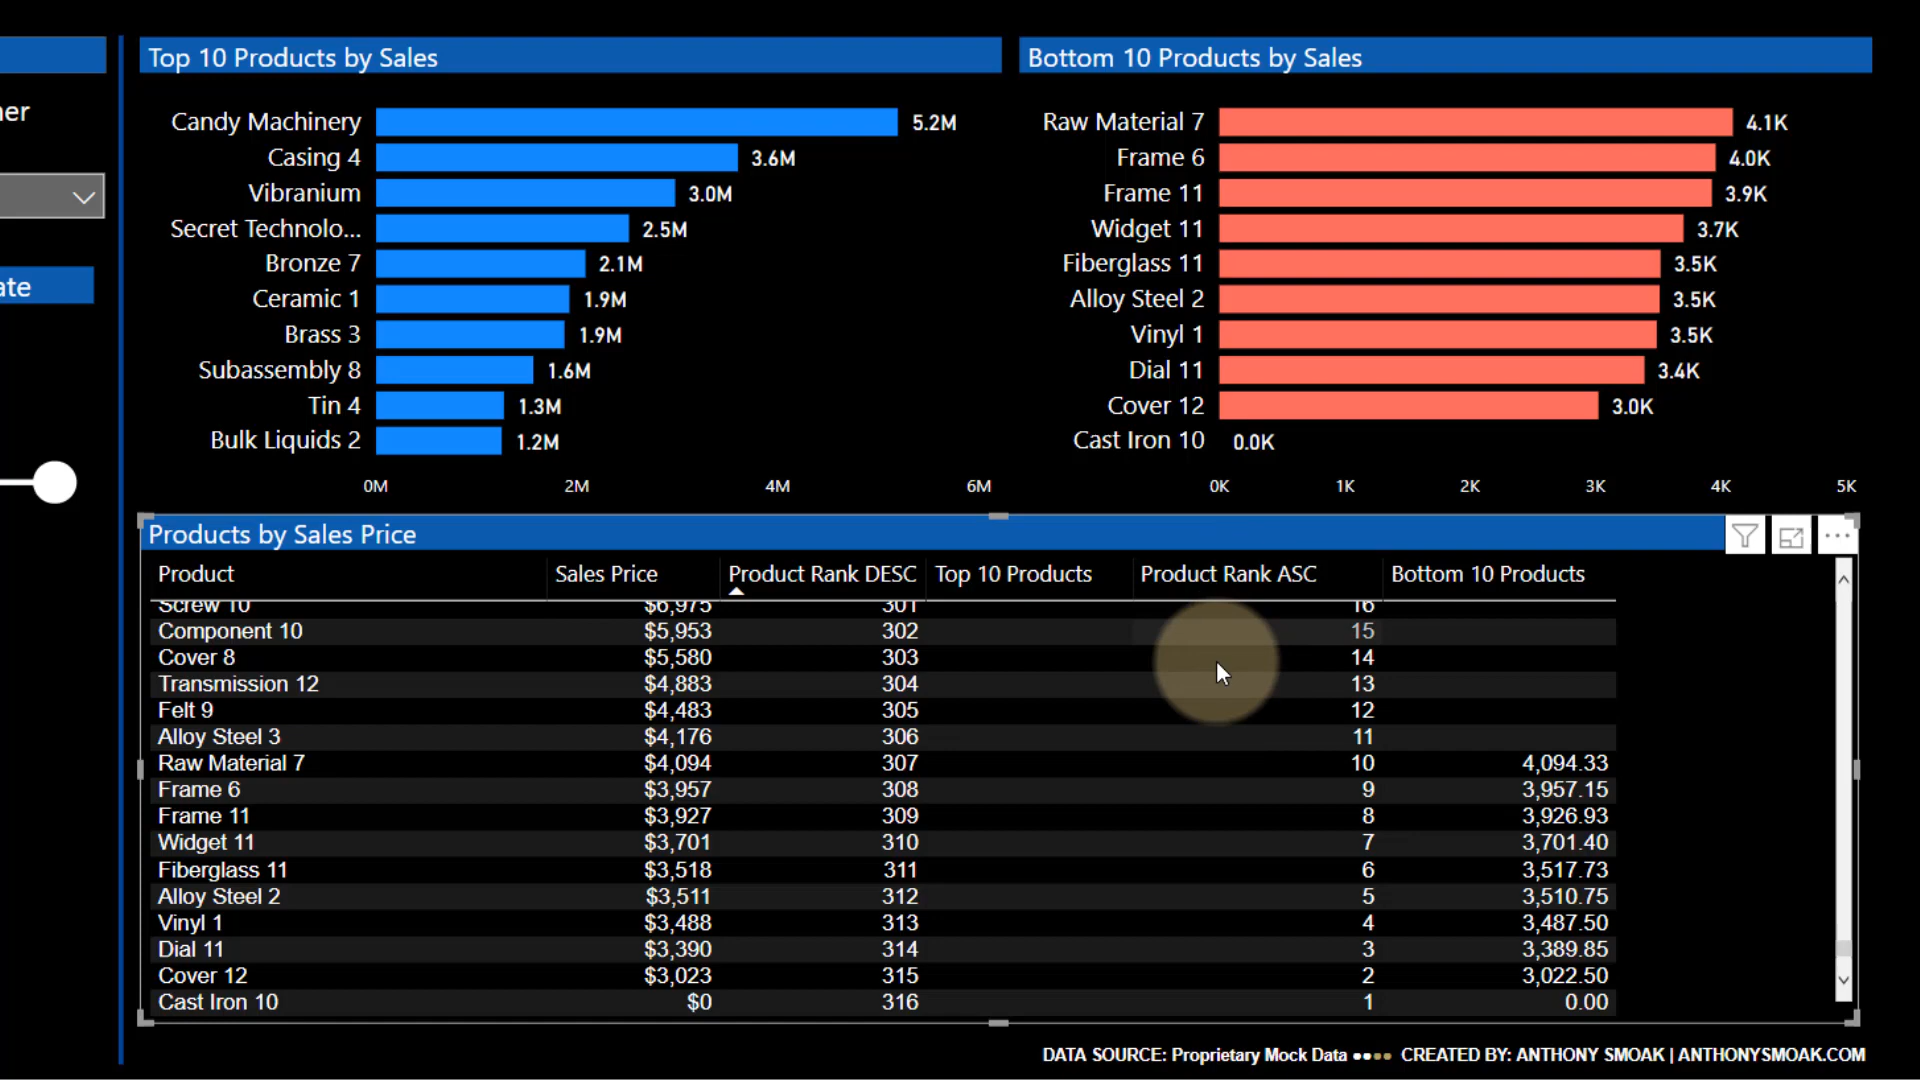 ner
ate
Top 10 Products by Sales
Candy Machinery 5.2M
Casing 4 3.6M
Vibranium 3.0M
Secret Technolo... 2.5M
Bronze 7 2.1M
Ceramic 1 1.9M
Brass 3 1.9M
Subassembly 8 1.6M
Tin 4 1.3M
Bulk Liquids 2 1.2M
0M 2M 4M 6M
Bottom 10 Products by Sales
Raw Material 7 4.1K
Frame 6 4.0K
Frame 11 3.9K
Widget 11 3.7K
Fiberglass 11 3.5K
Alloy Steel 2 3.5K
Vinyl 1 3.5K
Dial 11 3.4K
Cover 12 3.0K
Cast Iron 10 0.0K
0K 1K 2K 3K 4K 5K
Products by Sales Price
Product Sales Price Product Rank DESC Top 10 Products Product Rank ASC Bottom 10 Products
Screw 10 $6,975 301 16
Component 10 $5,953 302 15
Cover 8 $5,580 303 14
Transmission 12 $4,883 304 13
Felt 9 $4,483 305 12
Alloy Steel 3 $4,176 306 11
Raw Material 7 $4,094 307 10 4,094.33
Frame 6 $3,957 308 9 3,957.15
Frame 11 $3,927 309 8 3,926.93
Widget 11 $3,701 310 7 3,701.40
Fiberglass 11 $3,518 311 6 3,517.73
Alloy Steel 2 $3,511 312 5 3,510.75
Vinyl 1 $3,488 313 4 3,487.50
Dial 11 $3,390 314 3 3,389.85
Cover 12 $3,023 315 2 3,022.50
Cast Iron 10 $0 316 1 0.00
DATA SOURCE: Proprietary Mock Data •••• CREATED BY: ANTHONY SMOAK | ANTHONYSMOAK.COM